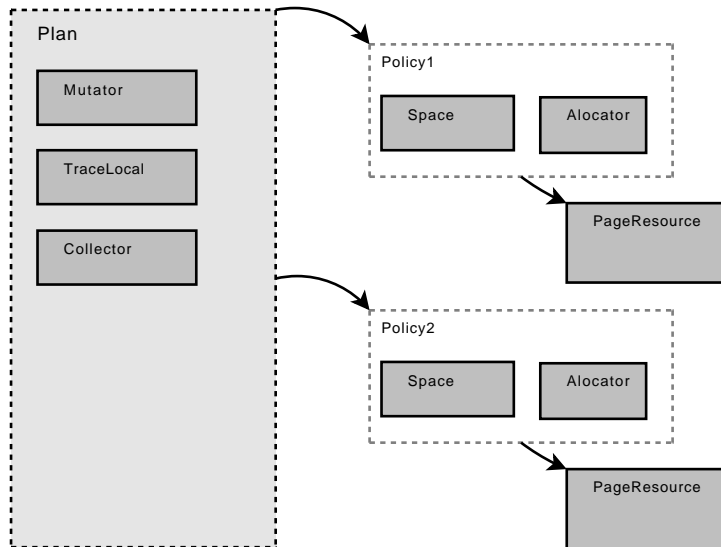 Plan
Mutator
TraceLocal
Collector
Policy1
Space
Alocator
PageResource
Policy2
Space
Alocator
PageResource